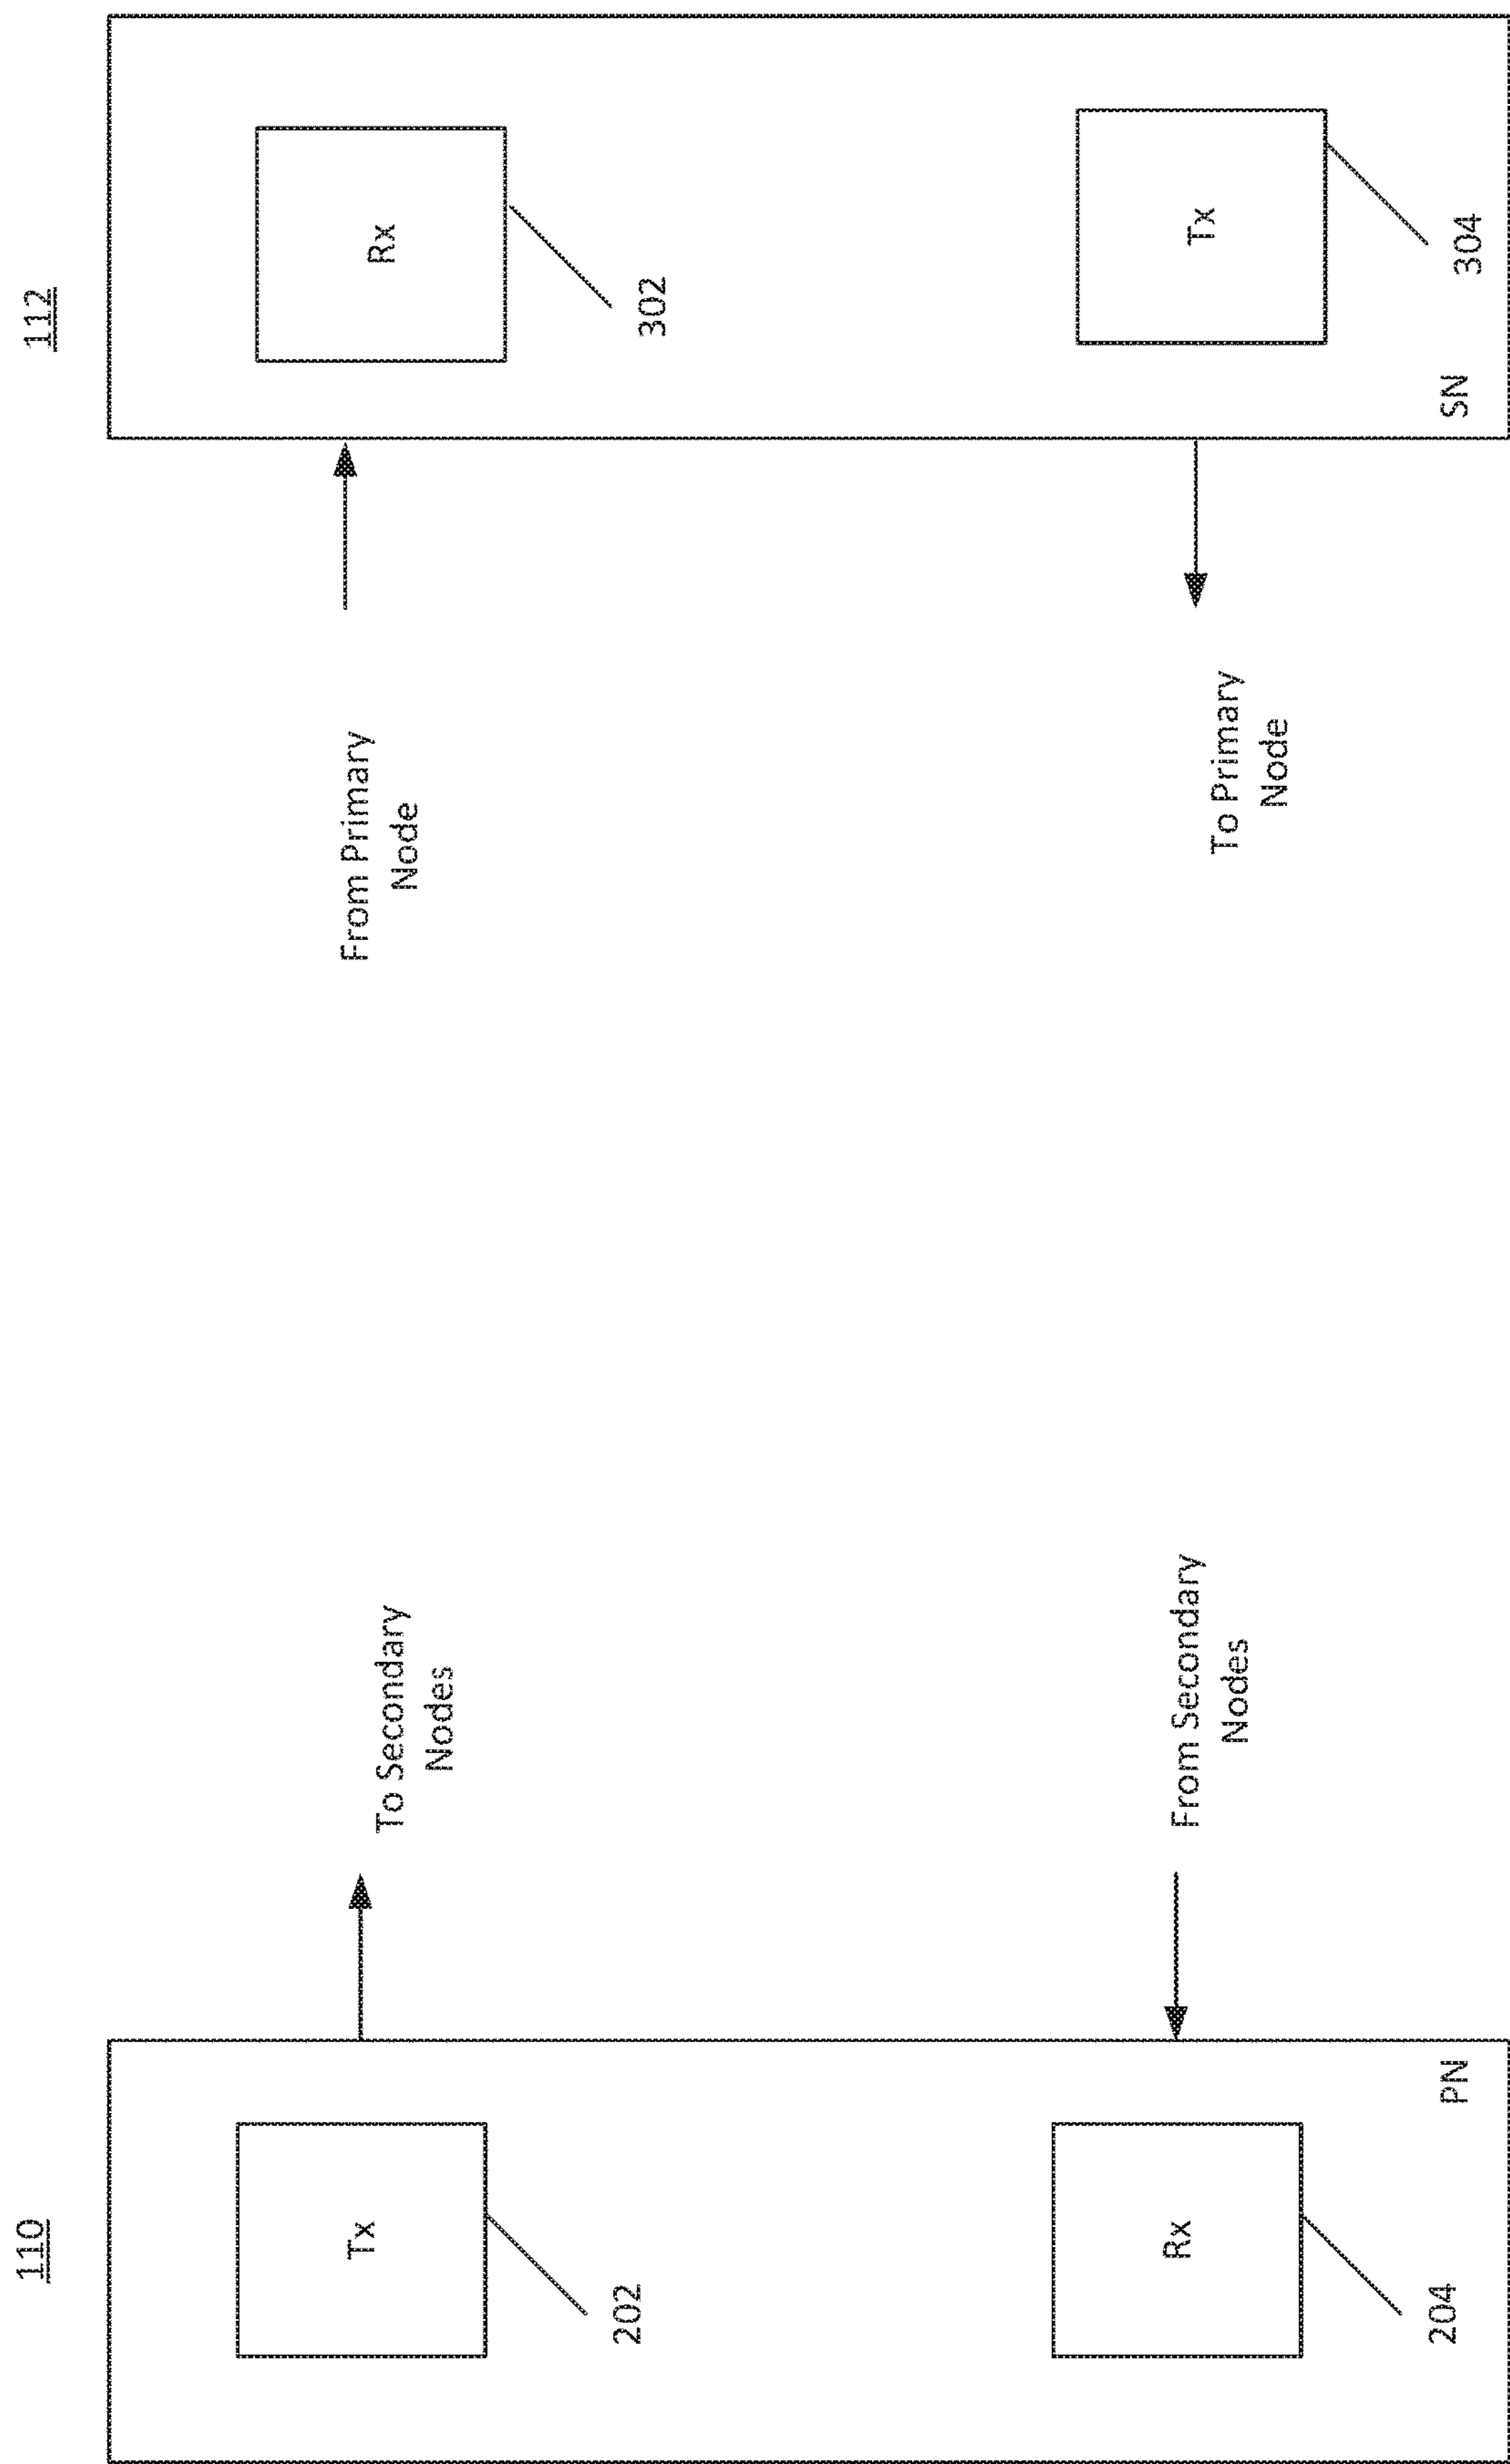 110
Tx
202
To Secondary
Nodes
Rx
204
From Secondary
Nodes
PN
112
From Primary
Node
Rx
302
To Primary
Node
Tx
304
SN